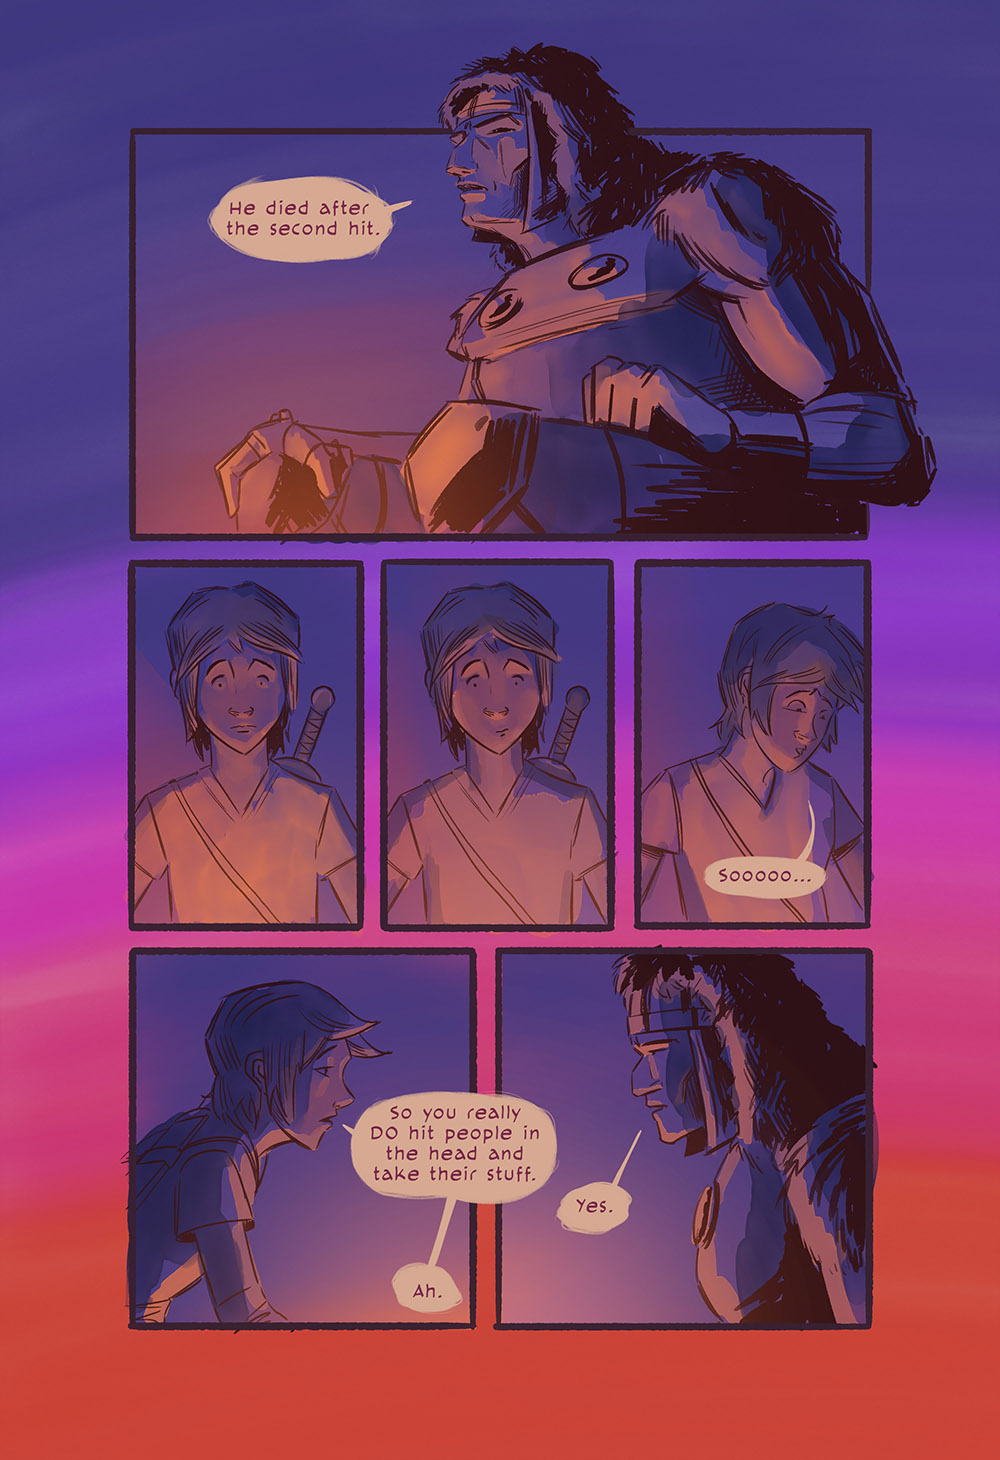 He died after
the second hit.
Sooooo...
So you really
DO hit people in
the head and
take their stuff.
Yes.
Ah.